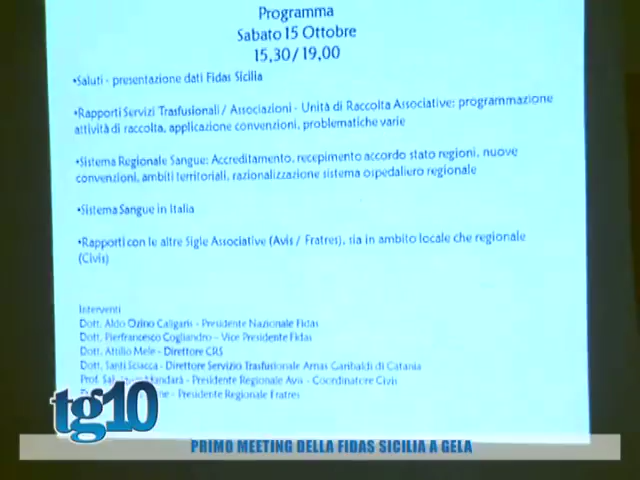 Programma
Sabato 15 Ottobre
15,30/19,00
•Saluti - presentazione dati Fidas Sicilia
•Rapporti Servizi Trasfusionali / Associazioni - Unità di Raccolta Associative: programmazione
attività di raccolta, applicazione convenzioni, problematiche varie
•Sistema Regionale Sangue: Accreditamento, recepimento accordo stato regioni, nuove
convenzioni, ambiti territoriali, razionalizzazione sistema ospedaliero regionale
•Sistema Sangue in Italia
•Rapporti con le altre Sigle Associative (Avis / Fratres), sia in ambito locale che regionale
(Civis)
Interventi
Dott. Aldo Ozino Caligaris - Presidente Nazionale Fidas
Dott. Pierfrancesco Cogliandro - Vice Presidente Fidas
Dott. Attilio Mele - Direttore CRS
Dott. Santi Sciacca - Direttore Servizio Trasfusionale Arnas Garibaldi di Catania
Prof. Mandarà - Presidente Regionale Avis - Coordinatore Civis
- Presidente Regionale Fratres
tg10
PRIMO MEETING DELLA FIDAS SICILIA A GELA